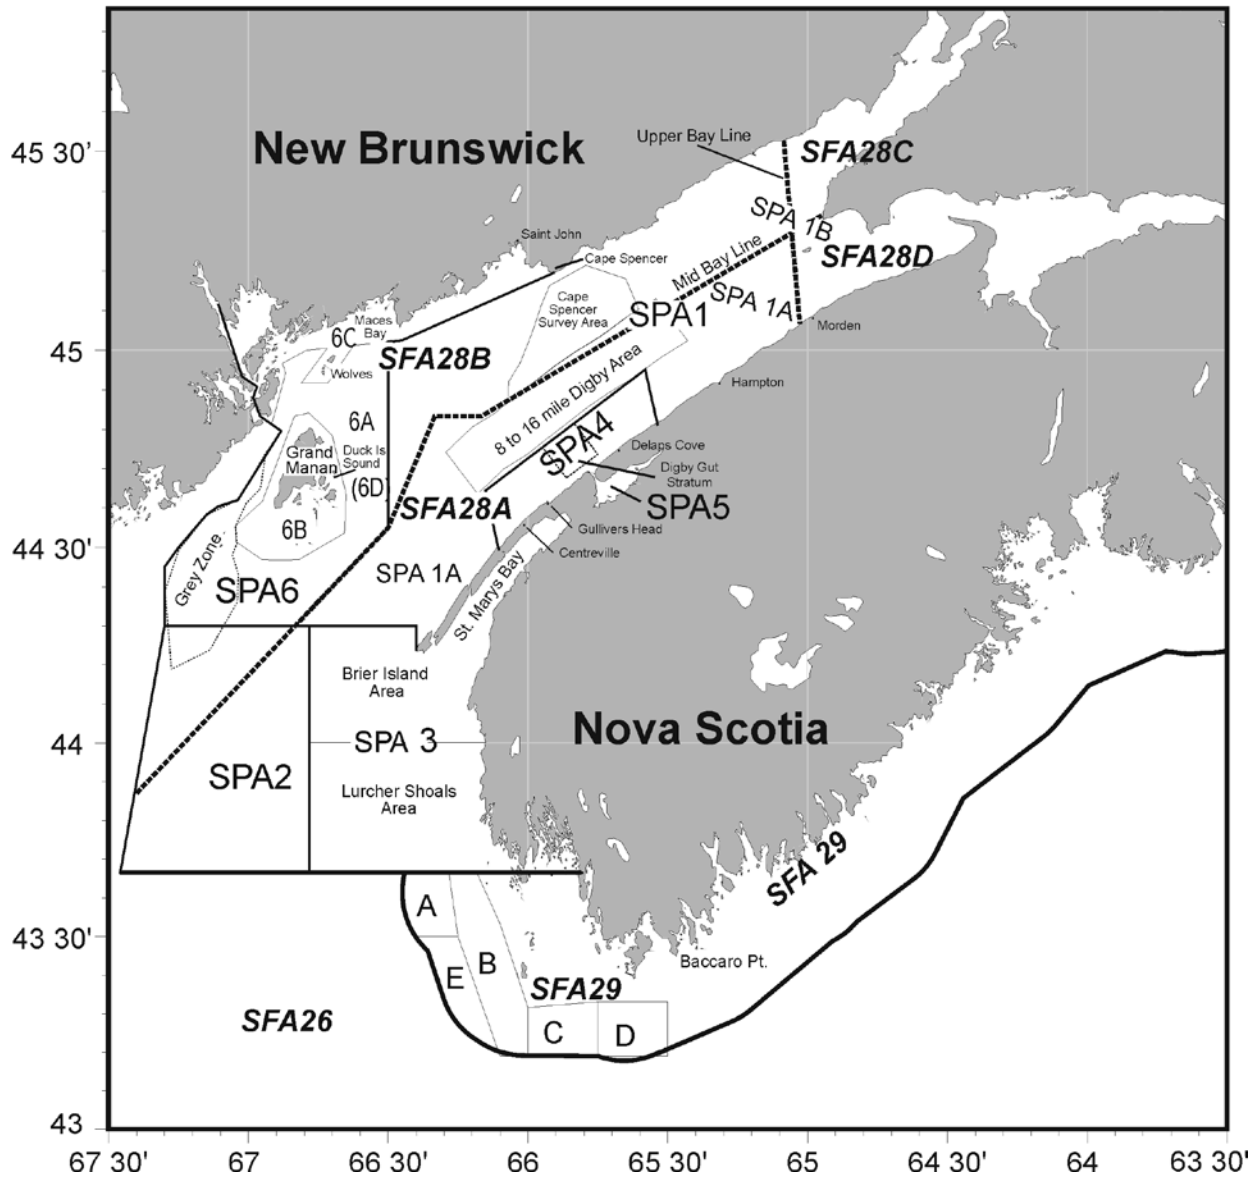 45 30'
New Brunswick
Upper Bay Line
SFA28C
SPA 1B
Saint John
Cape Spencer
Mid Bay Line
SFA28D
Cape
Spencer
Survey Area
SPA1
SPA 1A
Maces
Bay
6C
45
SFA28B
Morden
Wolves
8 to 16 mile Digby Area
Hampton
6A
Grand
Manan
Duck Is
Sound
(6D)
SPA4
Delaps Cove
Digby Gut
Stratum
SFA28A
SPA5
6B
Gullivers Head
44 30'
Centreville
Grey Zone
SPA6
SPA 1A
St. Marys Bay
Brier Island
Area
Nova Scotia
44
SPA 3
SPA2
Lurcher Shoals
Area
SFA 29
A
43 30'
B
E
Baccaro Pt.
SFA29
SFA26
C
D
43
67 30'
67
66 30'
66
65 30'
65
64 30'
64
63 30'